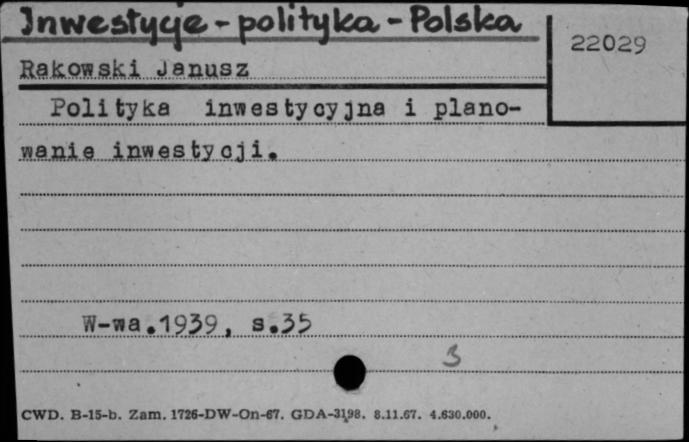 Inwestycje - polityka - Polska
22029
Rakowski Janusz
Polityka inwestycyjna i plano-
wanie inwestycji.
W-wa.1939, s.35
3
CWD. B-15-b. Zam. 1726-DW-On-67. GDA-3198. 8.11.67. 4.630.000.